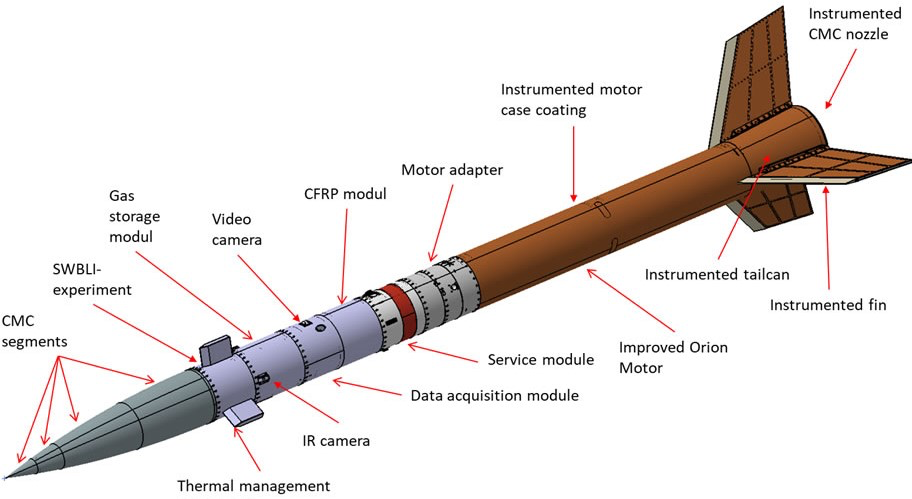 Instrumented
CMC nozzle
Instrumented motor
case coating
Motor adapter
CFRP modul
Gas
storage
modul
Video
camera
SWBLI-
experiment
CMC
segments
Instrumented tailcan
Instrumented fin
Improved Orion
Motor
Service module
Data acquisition module
IR camera
Thermal management